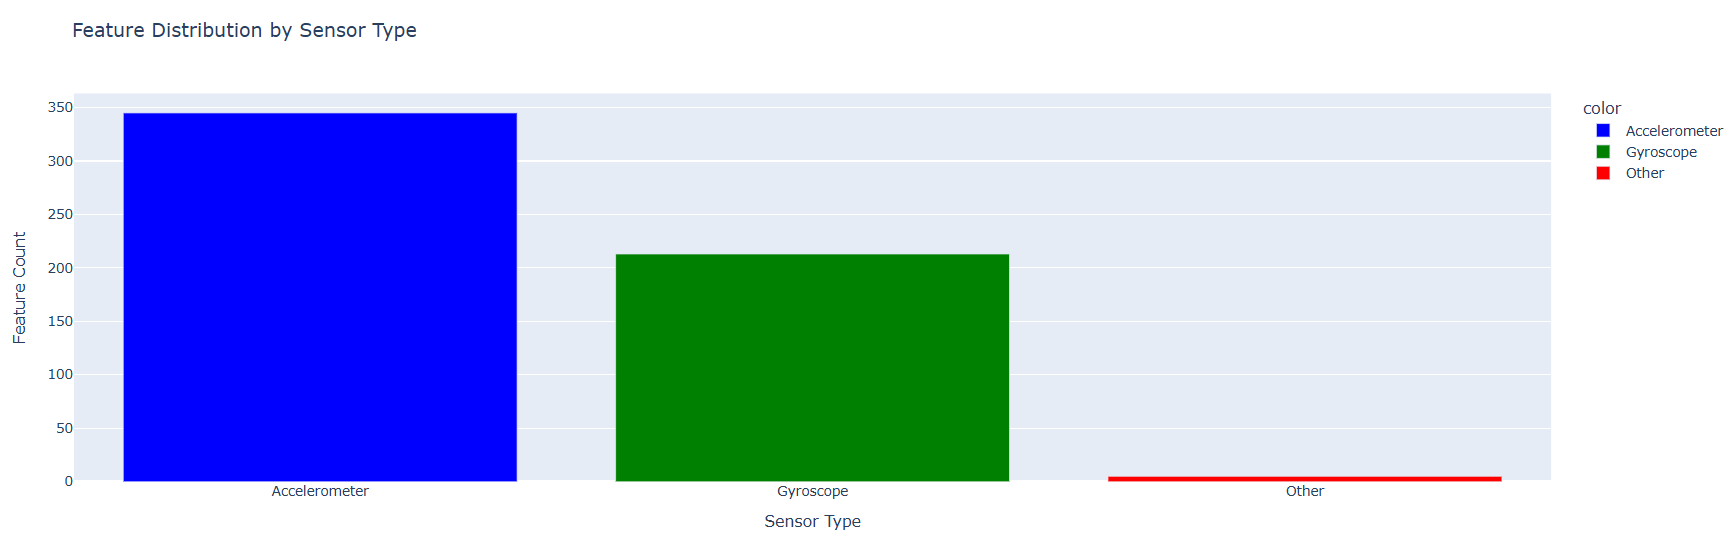 Feature Distribution by Sensor Type
Feature Count
350
300
250
200
150
100
50
0
Accelerometer
Gyroscope
Other
Sensor Type
color
Accelerometer
Gyroscope
Other